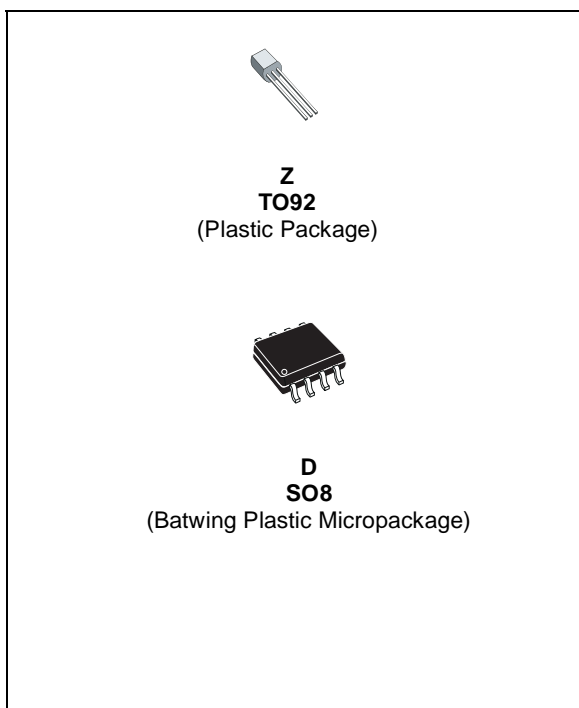 Z
TO92
(Plastic Package)
D
SO8
(Batwing Plastic Micropackage)